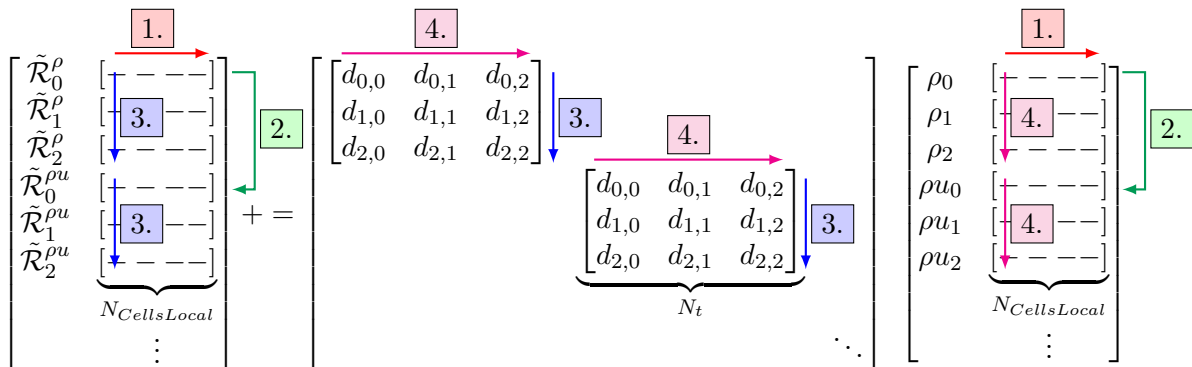 1. 4. 1.
R̃₀^ρ [− − − −−] d₀,₀ d₀,₁ d₀,₂ ρ₀ [− − − −−]
R̃₁^ρ [− − − −−] 3. 2. d₁,₀ d₁,₁ d₁,₂ 3. ρ₁ [− − − −−] 4. 2.
R̃₂^ρ [− − − −−] d₂,₀ d₂,₁ d₂,₂ 4. ρ₂ [− − − −−]
R̃₀^ρu [− − − −−] d₀,₀ d₀,₁ d₀,₂ ρu₀ [− − − −−]
R̃₁^ρu [− − − −−] 3. + = d₁,₀ d₁,₁ d₁,₂ 3. ρu₁ [− − − −−] 4.
R̃₂^ρu [− − − −−] d₂,₀ d₂,₁ d₂,₂ ρu₂ [− − − −−]
N_CellsLocal N_t N_CellsLocal
⋮ ⋱ ⋮